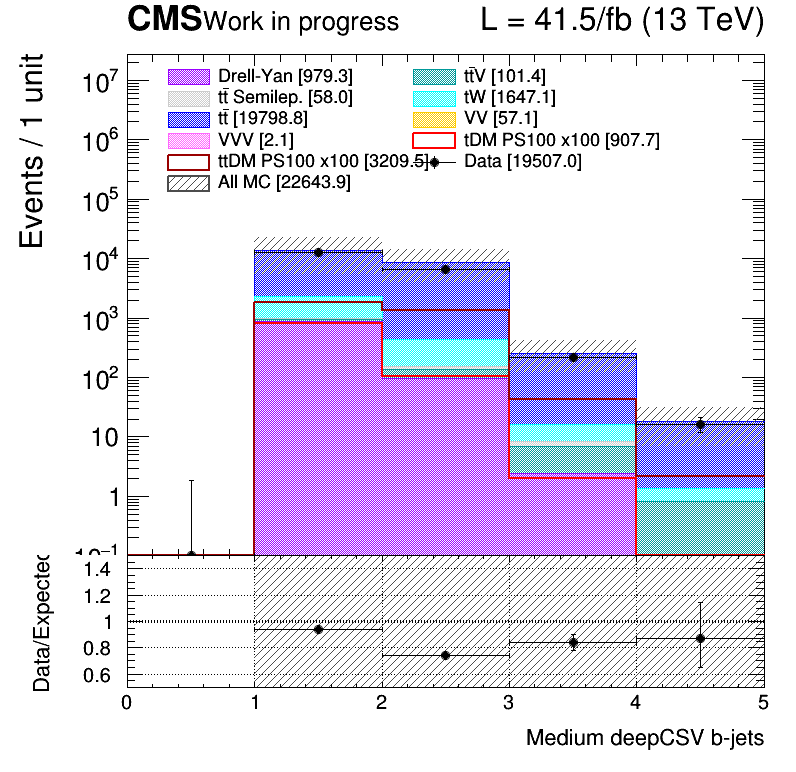 CMS Work in progress L = 41.5/fb (13 TeV)
Events / 1 unit
Drell-Yan [979.3] tt̄V [101.4]
tt̄ Semilep. [58.0] tW [1647.1]
tt̄ [19798.8] VV [57.1]
VVV [2.1] tDM PS100 x100 [907.7]
ttDM PS100 x100 [3209.5] Data [19507.0]
All MC [22643.9]
10⁷
10⁶
10⁵
10⁴
10³
10²
10
1
10⁻¹
Data/Expected
1.4
1.2
1
0.8
0.6
0 1 2 3 4 5
Medium deepCSV b-jets